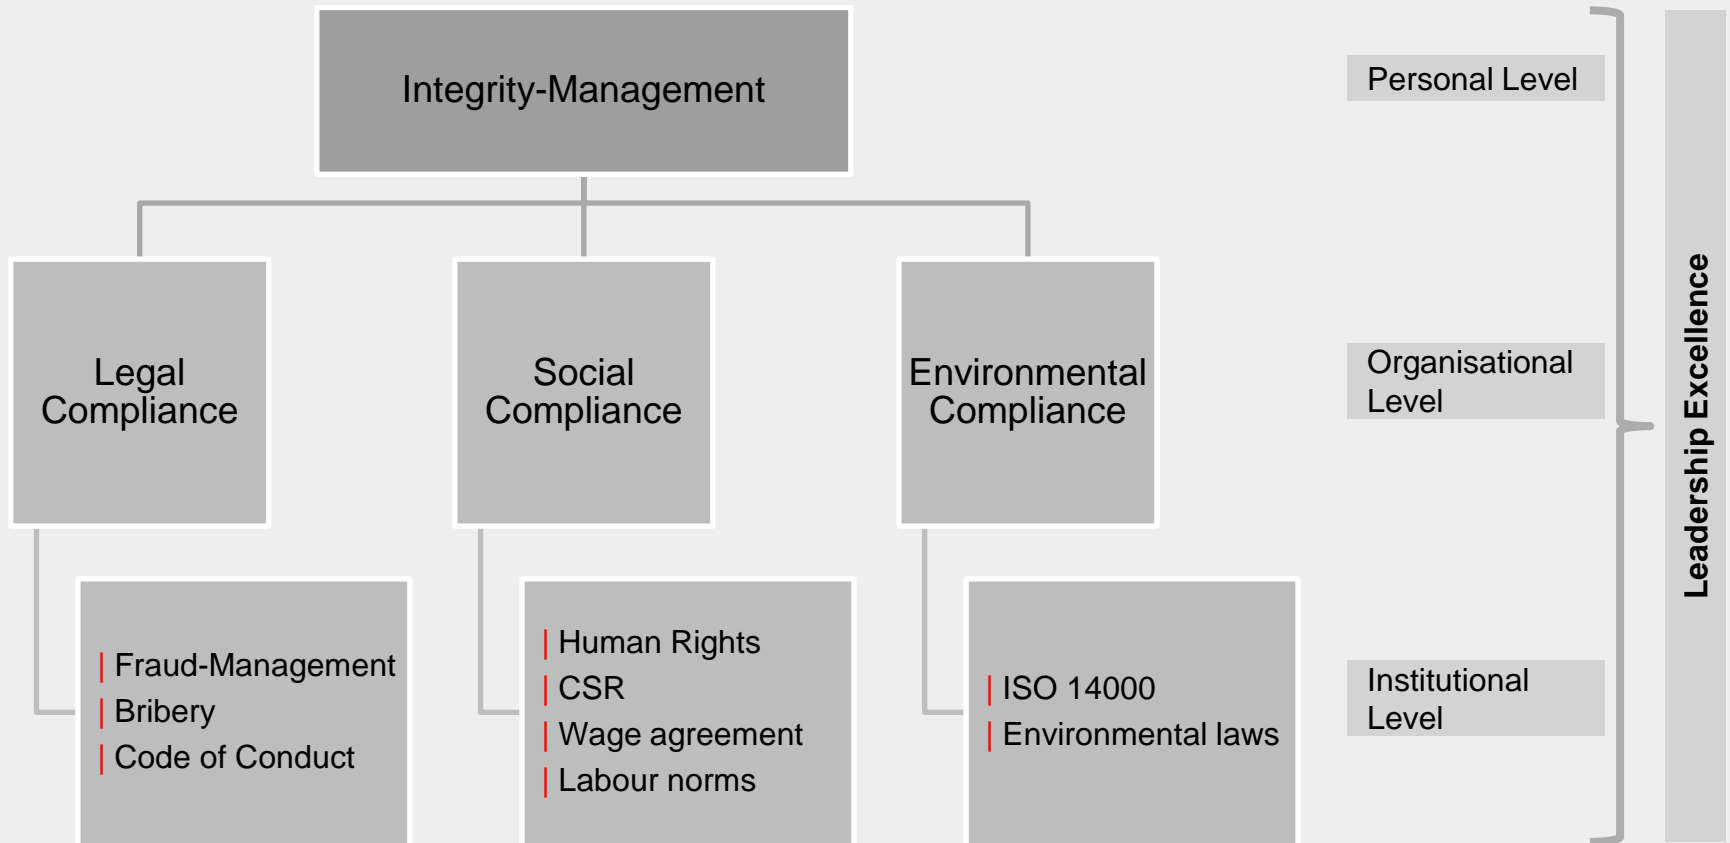 Integrity-Management
Personal Level
Legal
Compliance
Social
Compliance
Environmental
Compliance
Organisational
Level
| Fraud-Management
| Bribery
| Code of Conduct
| Human Rights
| CSR
| Wage agreement
| Labour norms
| ISO 14000
| Environmental laws
Institutional
Level
Leadership Excellence